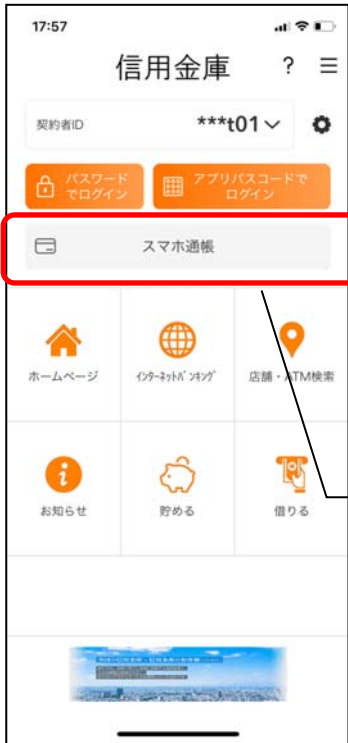 17:57
信用金庫 ? ☰
契約者ID ***t01
パスワード
でログイン
アプリパスコードで
ログイン
スマホ通帳
ホームページ
インターネットバンキング
店舗・ATM検索
お知らせ
貯める
借りる